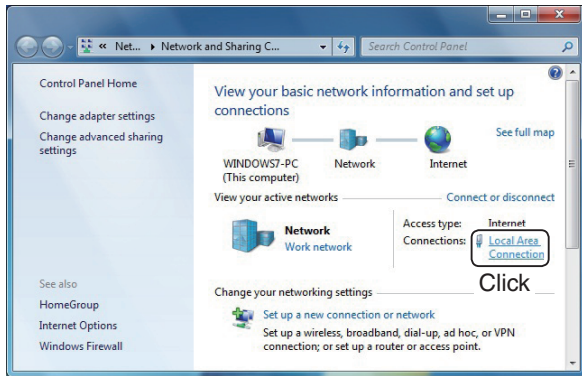 Net... ▸ Network and Sharing C...
Search Control Panel
Control Panel Home
Change adapter settings
Change advanced sharing
settings
See also
HomeGroup
Internet Options
Windows Firewall
View your basic network information and set up
connections
See full map
WINDOWS7-PC
(This computer)
Network
Internet
View your active networks
Connect or disconnect
Network
Work network
Access type: Internet
Connections: Local Area
Connection
Click
Change your networking settings
Set up a new connection or network
Set up a wireless, broadband, dial-up, ad hoc, or VPN
connection; or set up a router or access point.